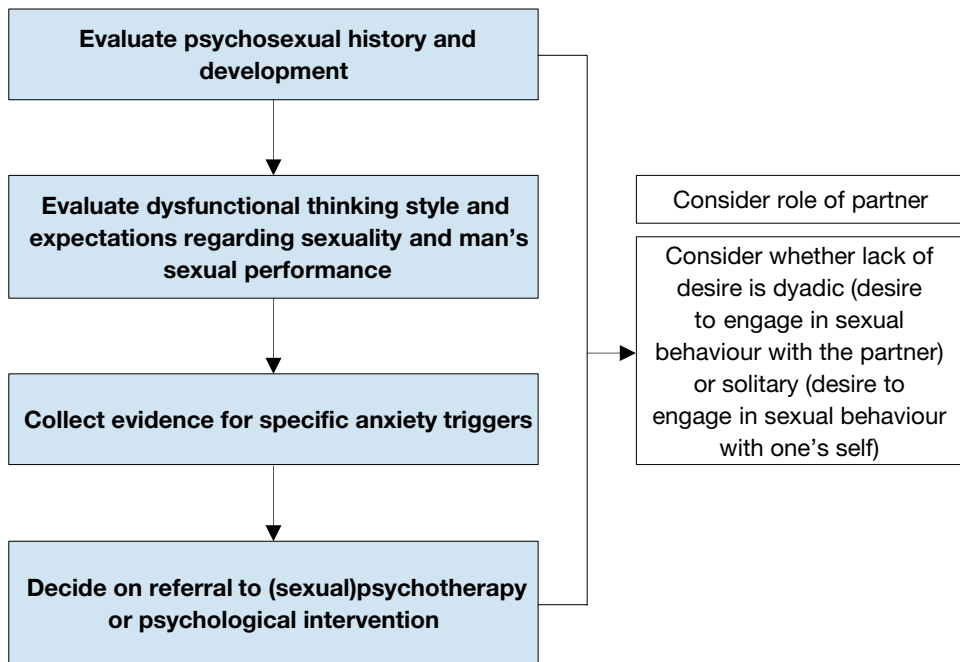 Evaluate psychosexual history and
development
Evaluate dysfunctional thinking style and
expectations regarding sexuality and man's
sexual performance
Collect evidence for specific anxiety triggers
Decide on referral to (sexual)psychotherapy
or psychological intervention
Consider role of partner
Consider whether lack of
desire is dyadic (desire
to engage in sexual
behaviour with the partner)
or solitary (desire to
engage in sexual behaviour
with one's self)